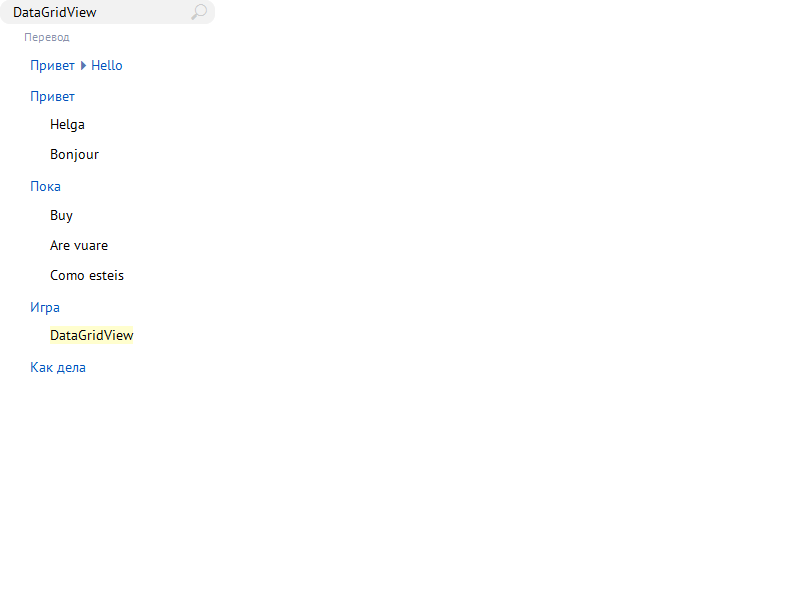 DataGridView
Перевод
Привет Hello
Привет
Helga
Bonjour
Пока
Buy
Are vuare
Como esteis
Игра
DataGridView
Как дела